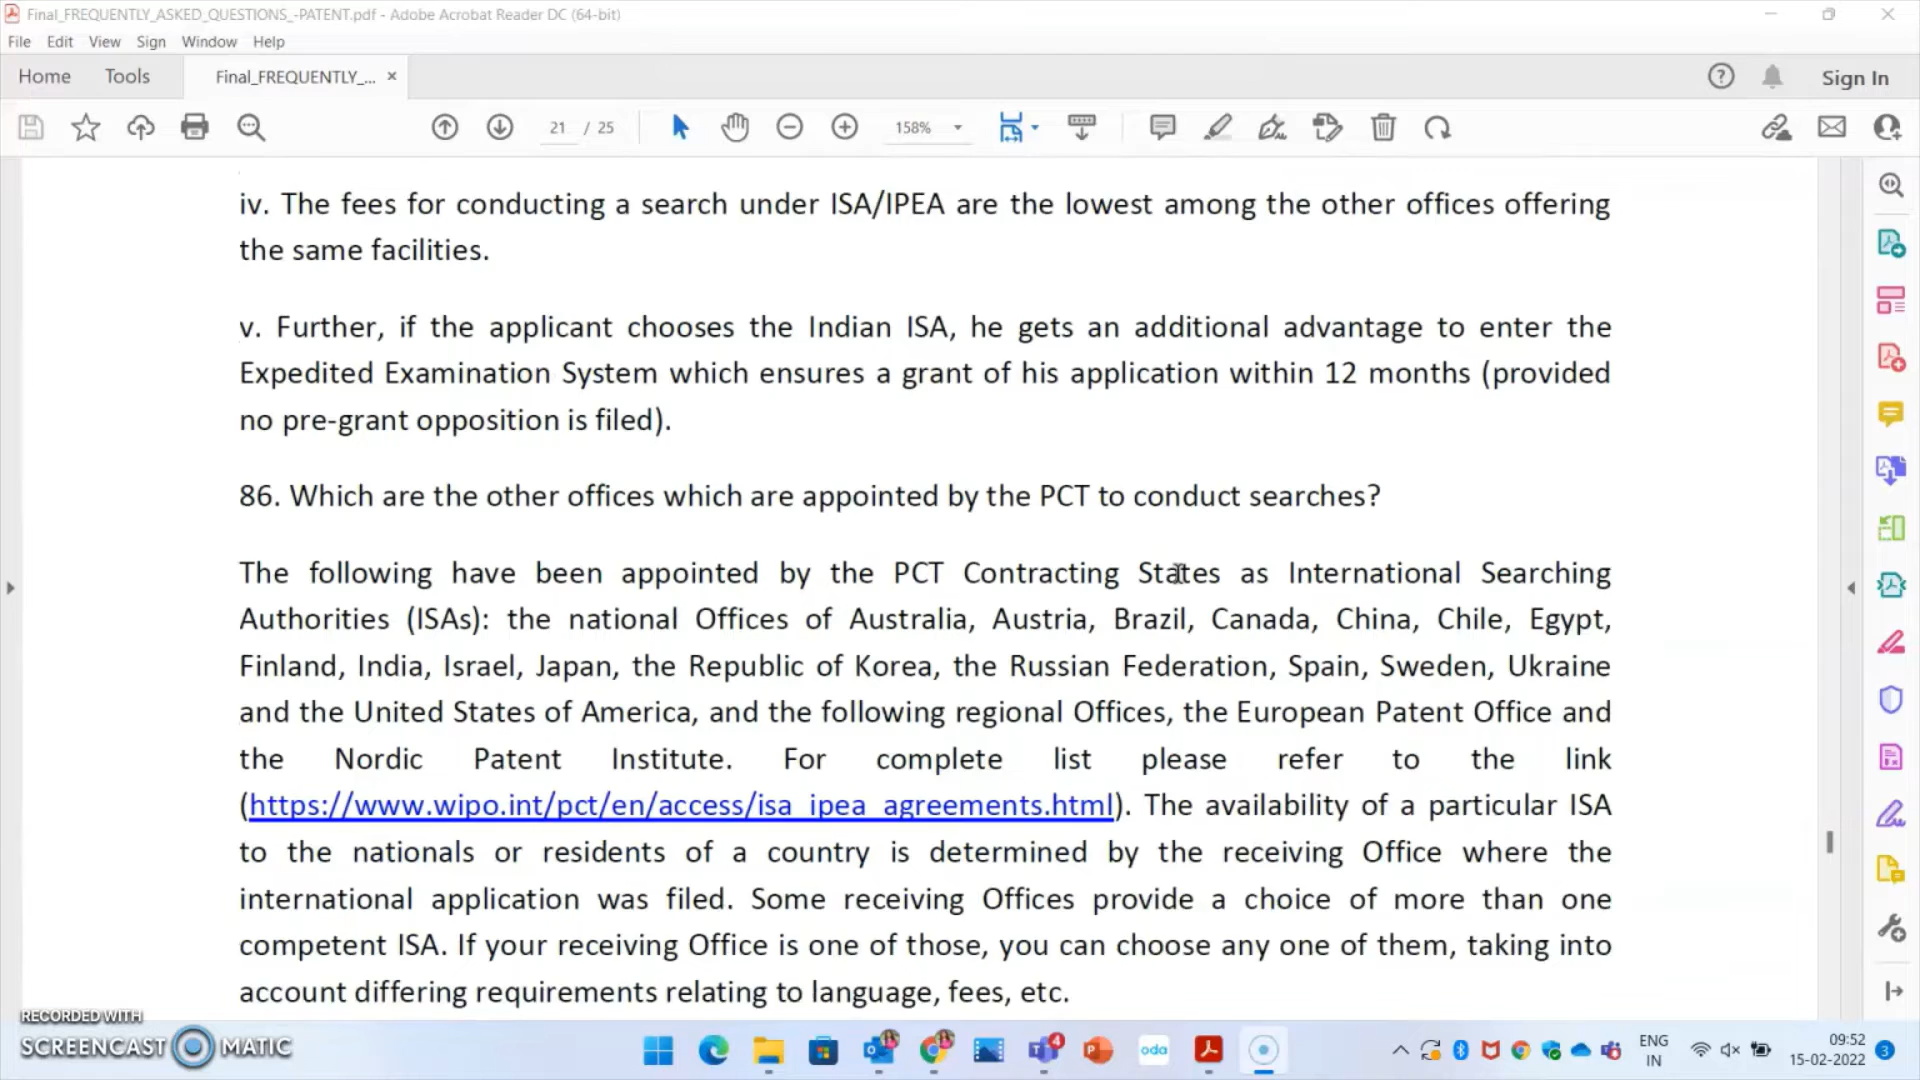 Final_FREQUENTLY_ASKED_QUESTIONS_-PATENT.pdf - Adobe Acrobat Reader DC (64-bit)
File Edit View Sign Window Help
Home Tools Final_FREQUENTLY_... × Sign In
21 / 25 158%
iv. The fees for conducting a search under ISA/IPEA are the lowest among the other offices offering
the same facilities.
v. Further, if the applicant chooses the Indian ISA, he gets an additional advantage to enter the
Expedited Examination System which ensures a grant of his application within 12 months (provided
no pre-grant opposition is filed).
86. Which are the other offices which are appointed by the PCT to conduct searches?
The following have been appointed by the PCT Contracting States as International Searching
Authorities (ISAs): the national Offices of Australia, Austria, Brazil, Canada, China, Chile, Egypt,
Finland, India, Israel, Japan, the Republic of Korea, the Russian Federation, Spain, Sweden, Ukraine
and the United States of America, and the following regional Offices, the European Patent Office and
the Nordic Patent Institute. For complete list please refer to the link
(https://www.wipo.int/pct/en/access/isa_ipea_agreements.html). The availability of a particular ISA
to the nationals or residents of a country is determined by the receiving Office where the
international application was filed. Some receiving Offices provide a choice of more than one
competent ISA. If your receiving Office is one of those, you can choose any one of them, taking into
account differing requirements relating to language, fees, etc.
RECORDED WITH
SCREENCAST MATIC
4
oda
ENG
IN
09:52
15-02-2022
3